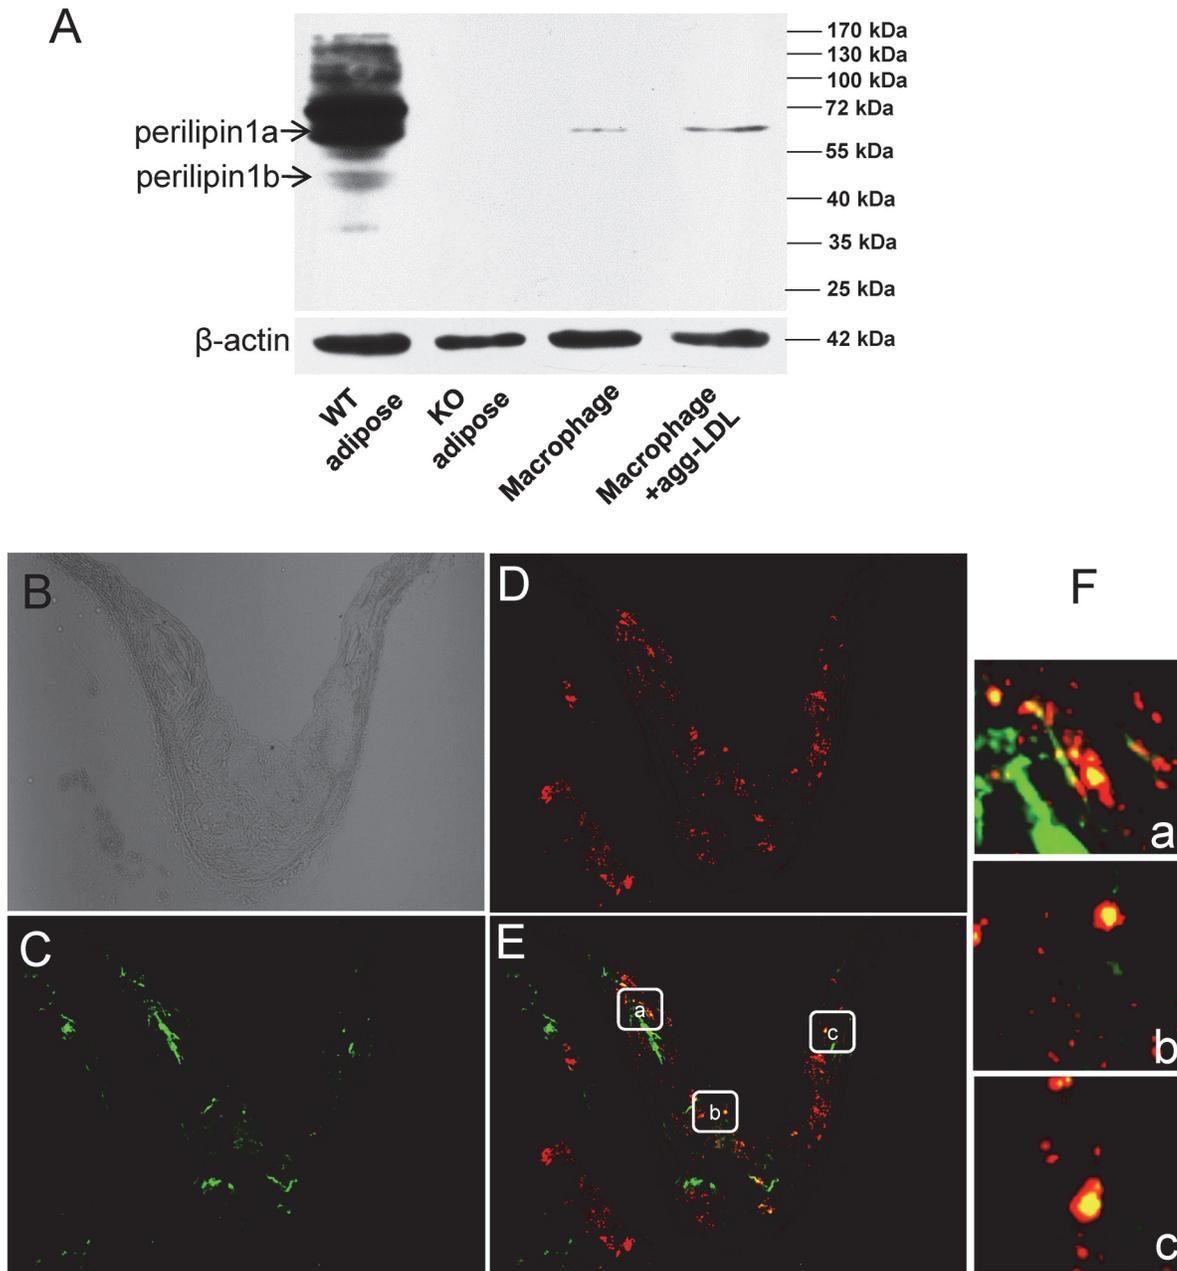 A
170 kDa
130 kDa
100 kDa
72 kDa
perilipin1a
55 kDa
perilipin1b
40 kDa
35 kDa
25 kDa
β-actin
42 kDa
WT
adipose
KO
adipose
Macrophage
Macrophage
+agg-LDL
B
D
F
a
b
C
E
a
c
b
c